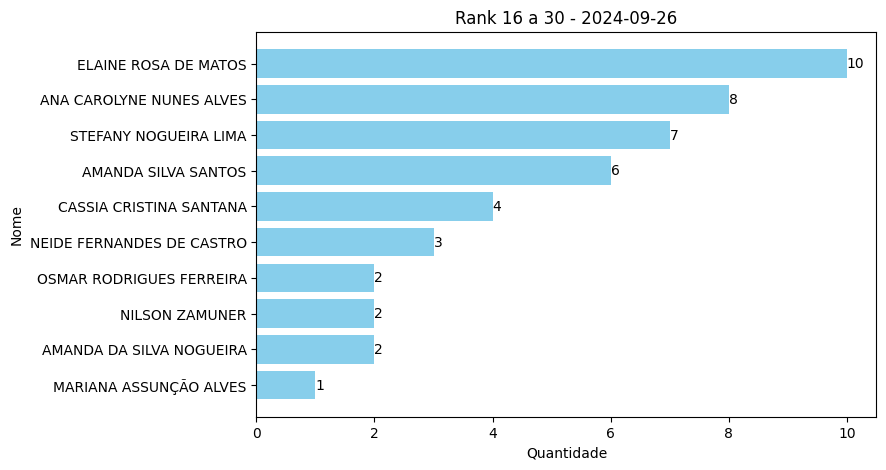 Rank 16 a 30 - 2024-09-26
Nome
ELAINE ROSA DE MATOS 10
ANA CAROLYNE NUNES ALVES 8
STEFANY NOGUEIRA LIMA 7
AMANDA SILVA SANTOS 6
CASSIA CRISTINA SANTANA 4
NEIDE FERNANDES DE CASTRO 3
OSMAR RODRIGUES FERREIRA 2
NILSON ZAMUNER 2
AMANDA DA SILVA NOGUEIRA 2
MARIANA ASSUNÇÃO ALVES 1
0 2 4 6 8 10
Quantidade